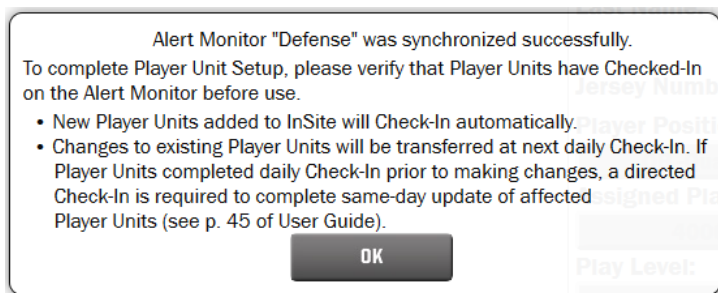 Alert Monitor "Defense" was synchronized successfully.
To complete Player Unit Setup, please verify that Player Units have Checked-In
on the Alert Monitor before use.
• New Player Units added to InSite will Check-In automatically.
• Changes to existing Player Units will be transferred at next daily Check-In. If
Player Units completed daily Check-In prior to making changes, a directed
Check-In is required to complete same-day update of affected
Player Units (see p. 45 of User Guide).
OK
Jersey Numb
Player Positi
ssigned Pla
Play Level: